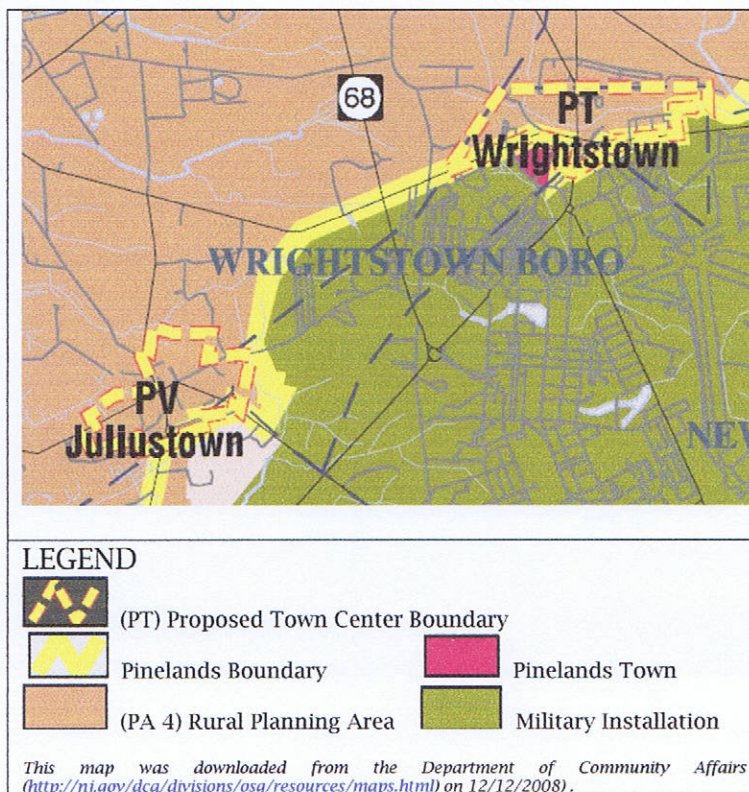 68
PT
Wrightstown
WRIGHTSTOWN BORO
PV
Juliustown
NEW
LEGEND
(PT) Proposed Town Center Boundary
Pinelands Boundary
Pinelands Town
(PA 4) Rural Planning Area
Military Installation
This map was downloaded from the Department of Community Affairs
(http://nj.gov/dca/divisions/osg/resources/maps.html) on 12/12/2008).